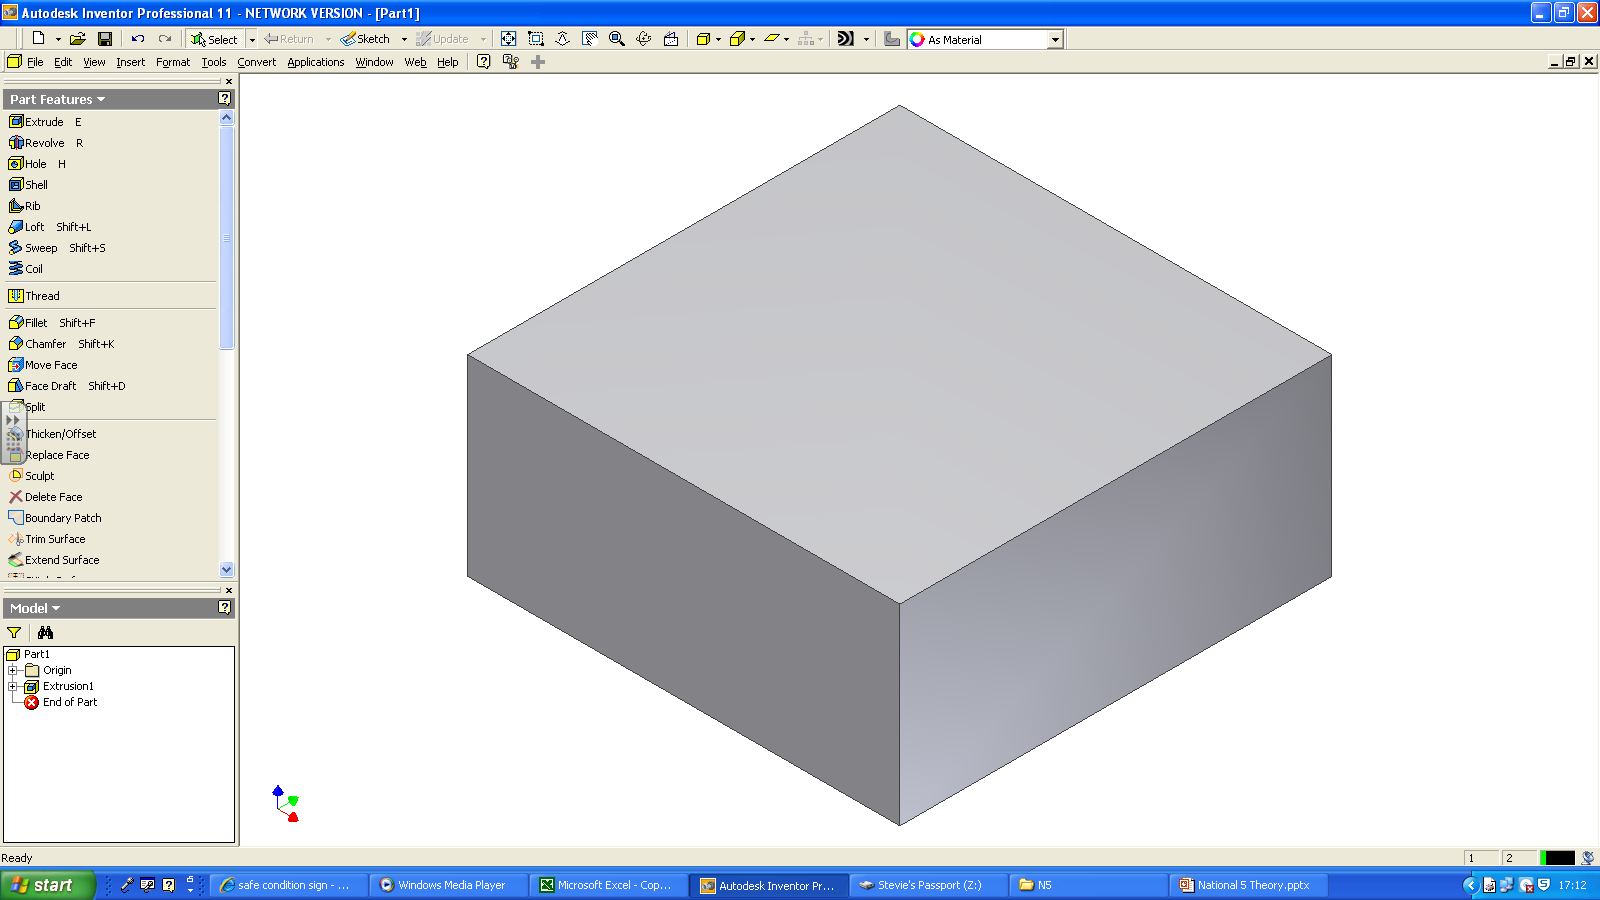 Autodesk Inventor Professional 11 - NETWORK VERSION - [Part1]
Select Return Sketch Update As Material
File Edit View Insert Format Tools Convert Applications Window Web Help
Part Features
Extrude E
Revolve R
Hole H
Shell
Rib
Loft Shift+L
Sweep Shift+S
Coil
Thread
Fillet Shift+F
Chamfer Shift+K
Move Face
Face Draft Shift+D
Split
Thicken/Offset
Replace Face
Sculpt
Delete Face
Boundary Patch
Trim Surface
Extend Surface
Model
Part1
Origin
Extrusion1
End of Part
Ready
1 2
start safe condition sign - ... Windows Media Player Microsoft Excel - Cop... Autodesk Inventor Pr... Stevie's Passport (Z:) N5 National 5 Theory.pptx 17:12